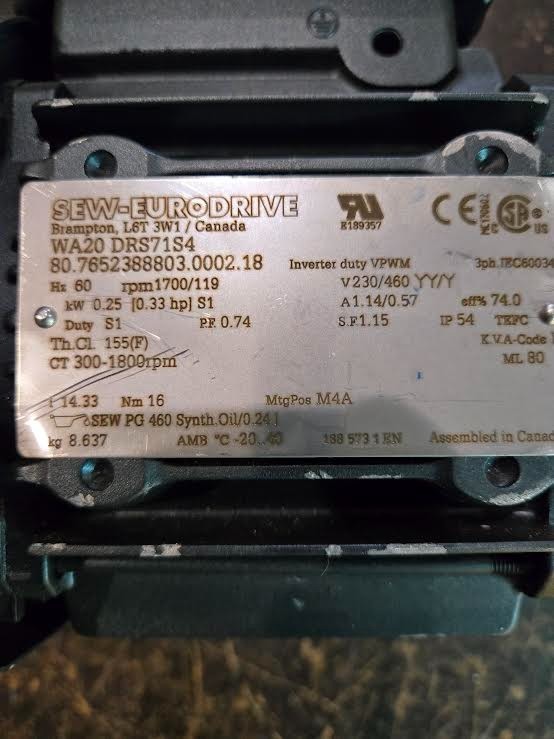 SEW-EURODRIVE
Brampton, L6T 3W1 / Canada
E189357
CE
WA20 DRS71S4
80.7652388803.0002.18 Inverter duty VPWM 3ph.IEC60034
Hz 60 rpm1700/119 V230/460 YY/Y
kW 0.25 [0.33 hp] S1 A1.14/0.57 eff% 74.0
Duty S1 P.F. 0.74 S.F1.15 IP 54 TEFC
Th.Cl. 155(F) K.V.A-Code
CT 300-1800rpm ML 80
i 14.33 Nm 16 MtgPos M4A
SEW PG 460 Synth.Oil/0.24 l
kg 8.637 AMB °C -20..40 188 573 1 EN Assembled in